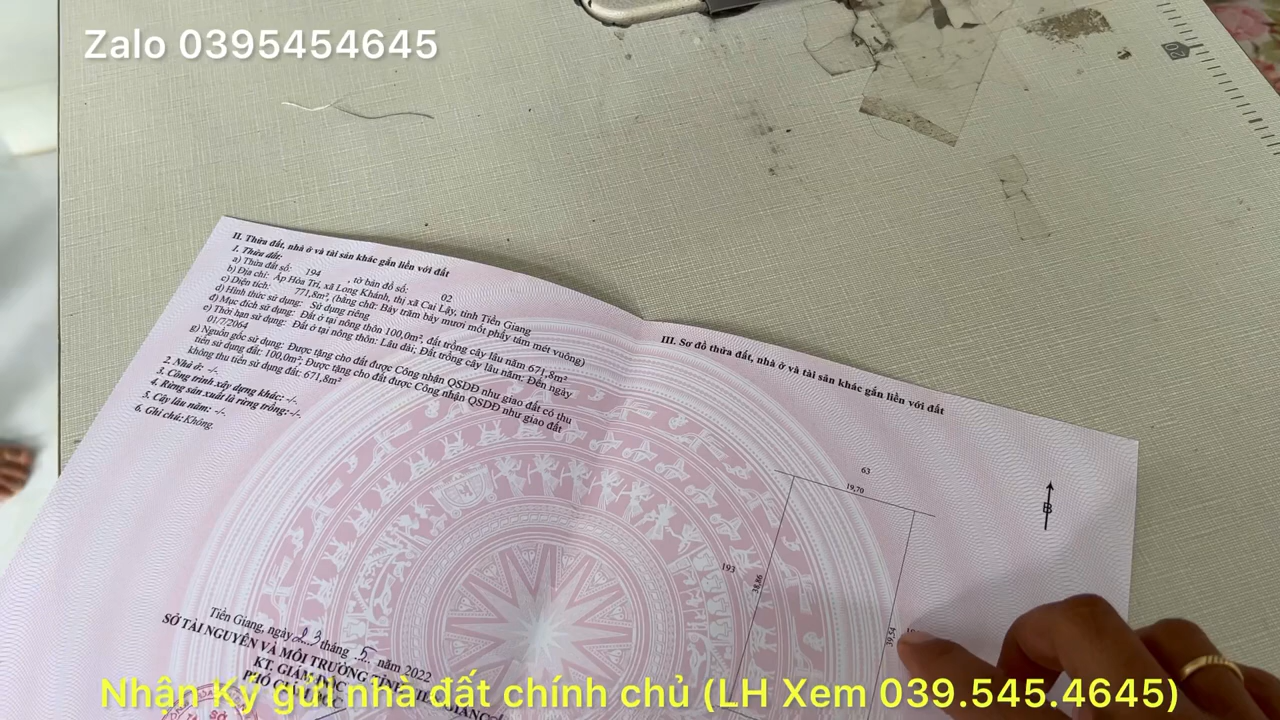 Zalo 0395454645
20
II. Thửa đất, nhà ở và tài sản khác gắn liền với đất
1. Thửa đất:
a) Thửa đất số: 194 , tờ bản đồ số: 02
b) Địa chỉ: Ấp Hòa Trí, xã Long Khánh, thị xã Cai Lậy, tỉnh Tiền Giang
c) Diện tích: 771,8m², (bằng chữ: Bảy trăm bảy mươi mốt phẩy tám mét vuông)
d) Hình thức sử dụng: Sử dụng riêng
đ) Mục đích sử dụng: Đất ở tại nông thôn 100,0m², đất trồng cây lâu năm 671,8m²
e) Thời hạn sử dụng: Đất ở tại nông thôn: Lâu dài; Đất trồng cây lâu năm: Đến ngày
01/7/2064
g) Nguồn gốc sử dụng: Được tặng cho đất được Công nhận QSDĐ như giao đất có thu
tiền sử dụng đất: 100,0m²; Được tặng cho đất được Công nhận QSDĐ như giao đất
không thu tiền sử dụng đất: 671,8m²
2. Nhà ở: -/-.
3. Công trình xây dựng khác: -/-.
4. Rừng sản xuất là rừng trồng: -/-.
5. Cây lâu năm: -/-.
6. Ghi chú: Không.
III. Sơ đồ thửa đất, nhà ở và tài sản khác gắn liền với đất
63
19,70
B
193
38,86
39,54
Tiền Giang, ngày 03 tháng 5 năm 2022
SỞ TÀI NGUYÊN VÀ MÔI TRƯỜNG TỈNH TIỀN GIANG
KT. GIÁM ĐỐC
PHÓ GIÁM ĐỐC
Nhận Ký gửi nhà đất chính chủ (LH Xem 039.545.4645)